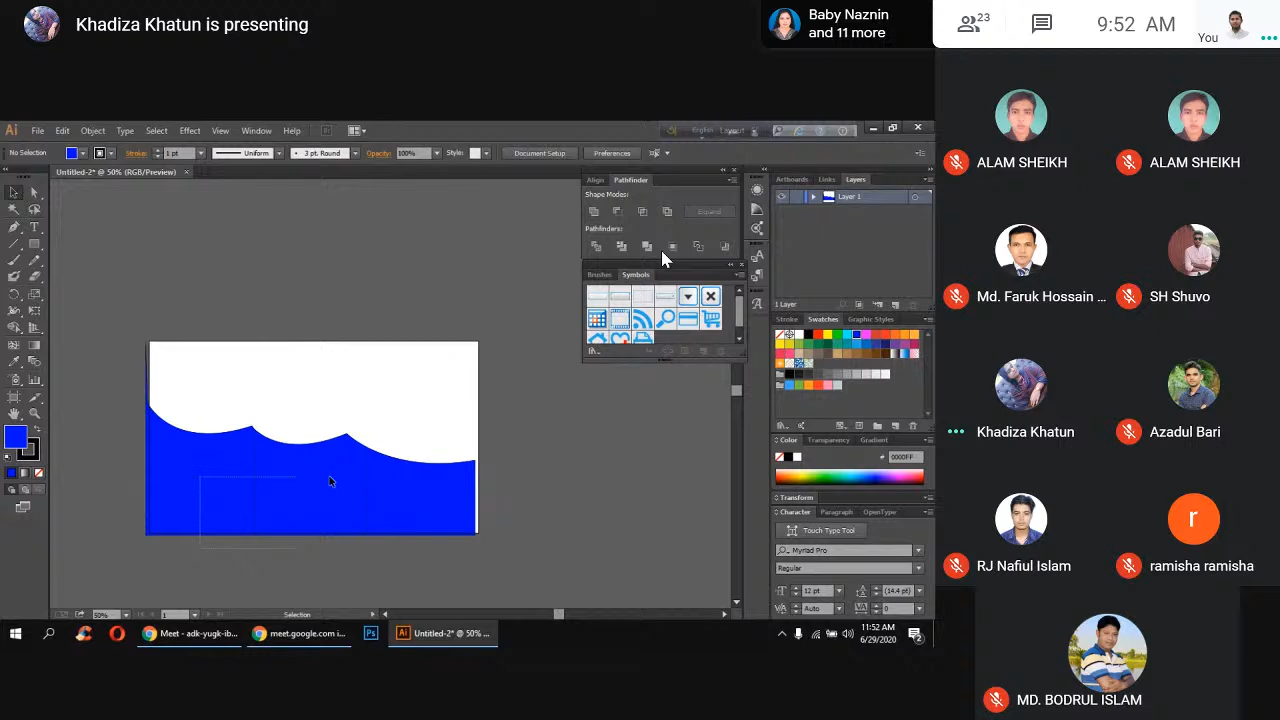 Khadiza Khatun is presenting
Baby Naznin
and 11 more
23
9:52 AM
You
Ai File Edit Object Type Select Effect View Window Help Br
English
No Selection Stroke: 1 pt Uniform 3 pt. Round Opacity: 100% Style: Document Setup Preferences
Untitled-2* @ 50% (RGB/Preview) ×
Align Pathfinder
Shape Modes:
Expand
Pathfinders:
Brushes Symbols
Artboards Links Layers
Layer 1
1 Layer
Stroke Swatches Graphic Styles
Color Transparency Gradient
# 0000FF
Transform
Character Paragraph OpenType
Touch Type Tool
Myriad Pro
Regular
12 pt (14.4 pt)
Auto 0
50% 1 Selection
Meet - adk-yugk-ib...
meet.google.com i...
Ps
Ai Untitled-2* @ 50% ...
11:52 AM
6/29/2020
2
ALAM SHEIKH
ALAM SHEIKH
Md. Faruk Hossain ...
SH Shuvo
Khadiza Khatun
Azadul Bari
RJ Nafiul Islam
r
ramisha ramisha
MD. BODRUL ISLAM